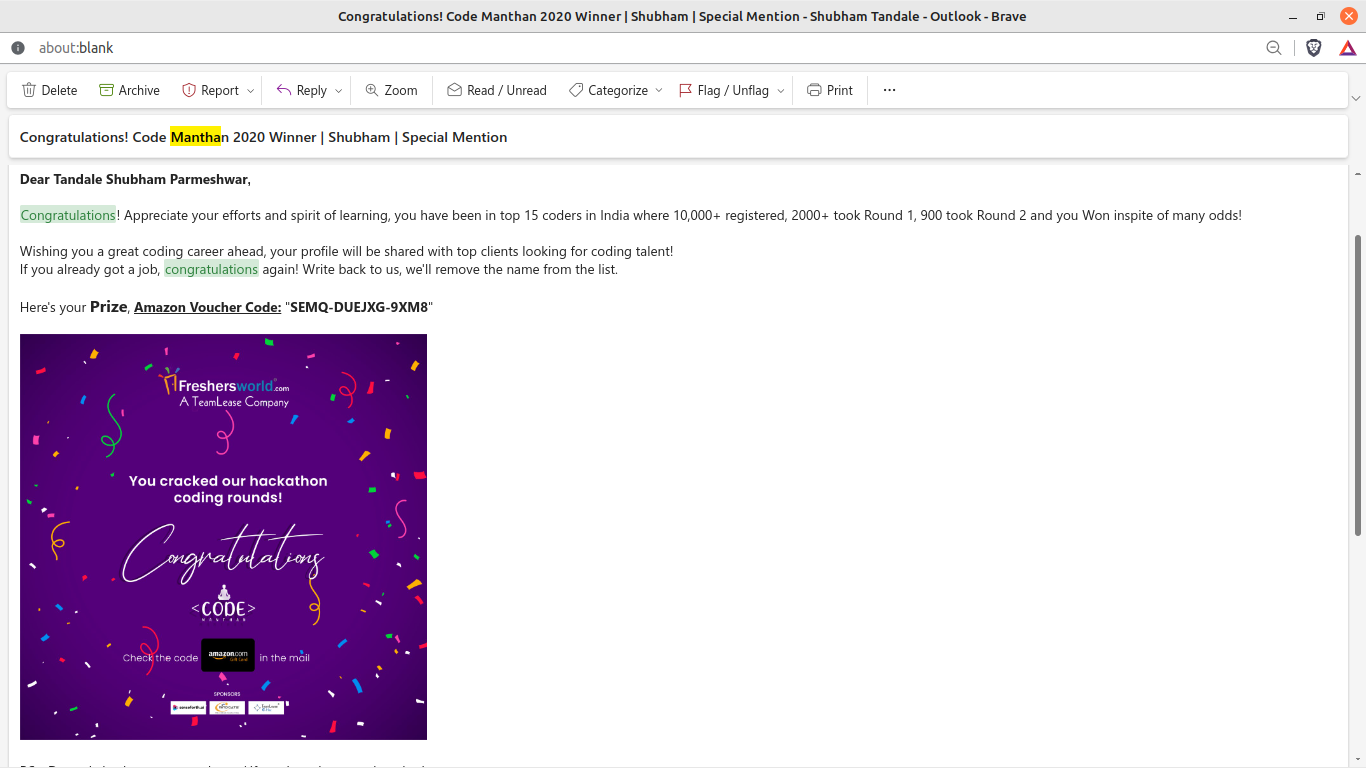 Congratulations! Code Manthan 2020 Winner | Shubham | Special Mention - Shubham Tandale - Outlook - Brave
about:blank
Delete Archive Report Reply Zoom Read / Unread Categorize Flag / Unflag Print ...
Congratulations! Code Manthan 2020 Winner | Shubham | Special Mention
Dear Tandale Shubham Parmeshwar,
Congratulations! Appreciate your efforts and spirit of learning, you have been in top 15 coders in India where 10,000+ registered, 2000+ took Round 1, 900 took Round 2 and you Won inspite of many odds!
Wishing you a great coding career ahead, your profile will be shared with top clients looking for coding talent!
If you already got a job, congratulations again! Write back to us, we'll remove the name from the list.
Here's your Prize, Amazon Voucher Code: "SEMQ-DUEJXG-9XM8"
Freshersworld.com
A TeamLease Company
You cracked our hackathon
coding rounds!
Congratulations
<CODE>
MANTHAN
Check the code amazon.com in the mail
Gift Card
SPONSORS
senseforth.ai